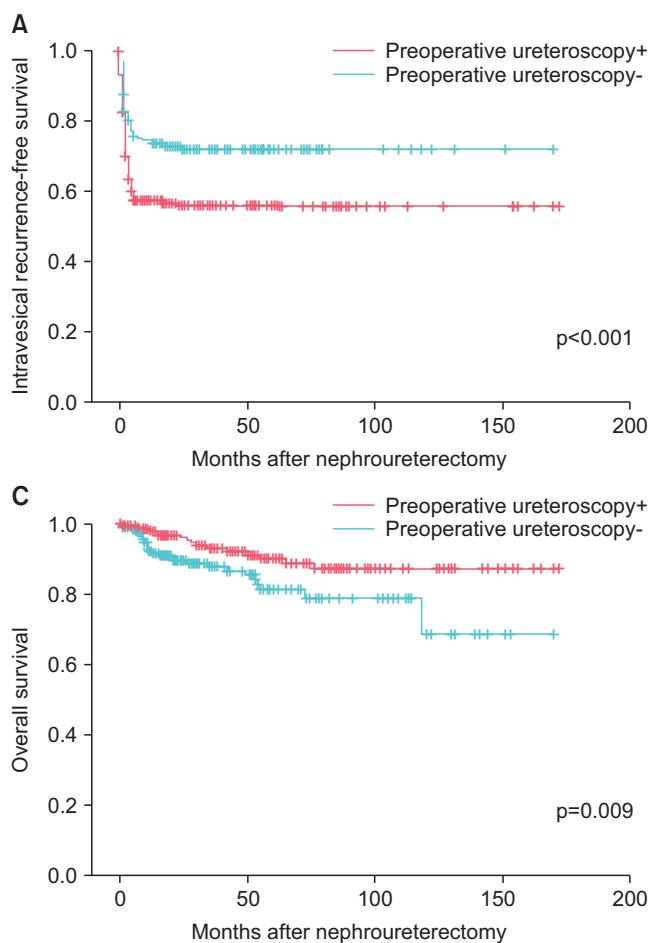 A
Preoperative ureteroscopy+
Preoperative ureteroscopy-
Intravesical recurrence-free survival
1.0
0.8
0.6
0.4
0.2
0.0
p<0.001
0 50 100 150 200
Months after nephroureterectomy
C
Preoperative ureteroscopy+
Preoperative ureteroscopy-
Overall survival
1.0
0.8
0.6
0.4
0.2
0.0
p=0.009
0 50 100 150 200
Months after nephroureterectomy